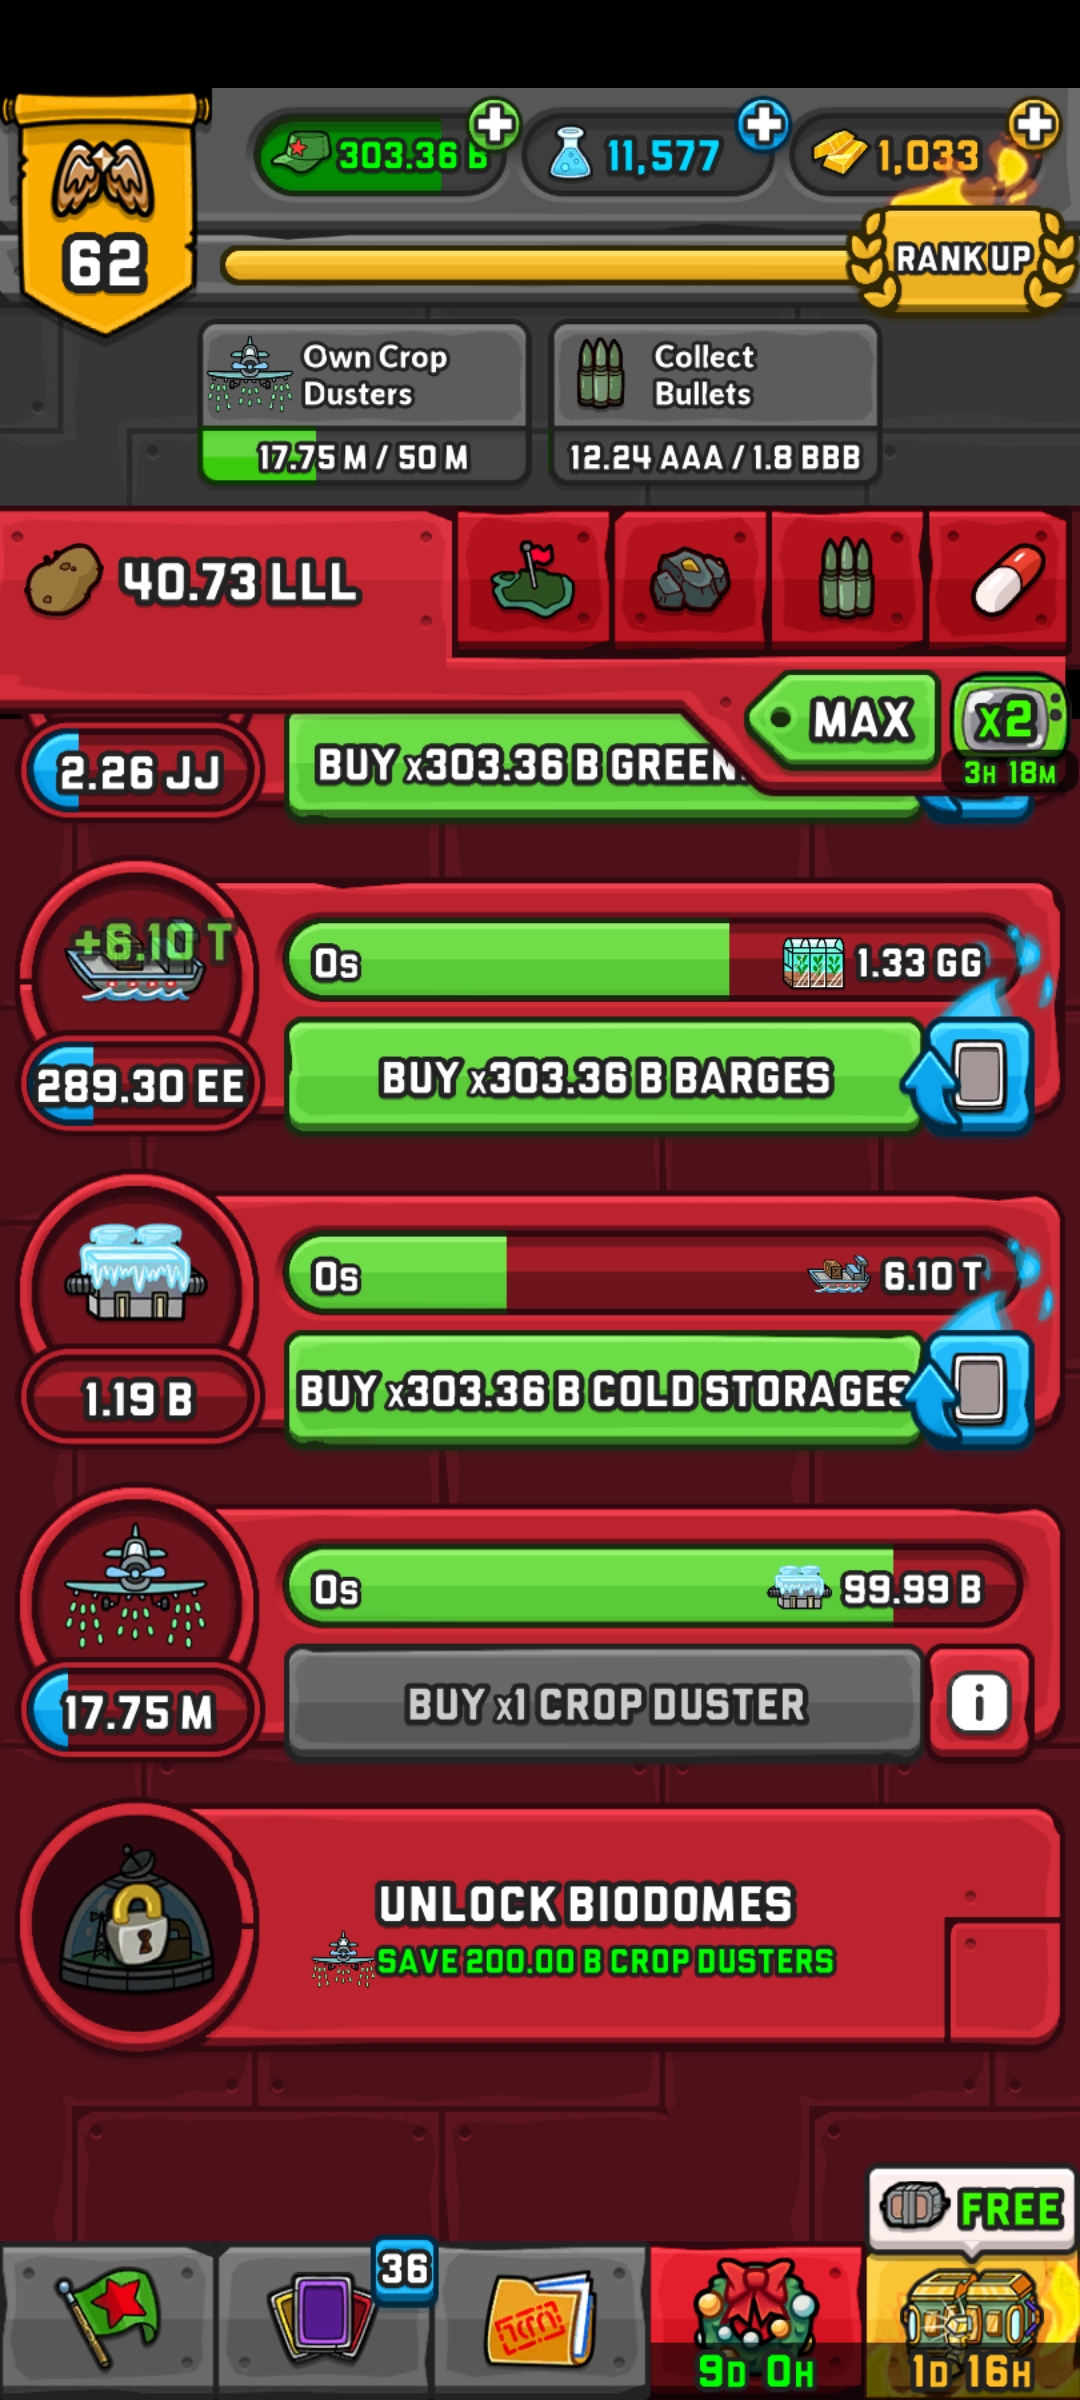 303.36 B
11,577
1,033
62
RANK UP
Own Crop
Dusters
17.75 M / 50 M
Collect
Bullets
12.24 AAA / 1.8 BBB
40.73 LLL
MAX
x2
3H 18M
2.26 JJ
BUY x303.36 B GREEN
+6.10 T
0s
1.33 GG
289.30 EE
BUY x303.36 B BARGES
0s
6.10 T
1.19 B
BUY x303.36 B COLD STORAGES
0s
99.99 B
17.75 M
BUY x1 CROP DUSTER
i
UNLOCK BIODOMES
SAVE 200.00 B CROP DUSTERS
FREE
36
9D 0H
1D 16H